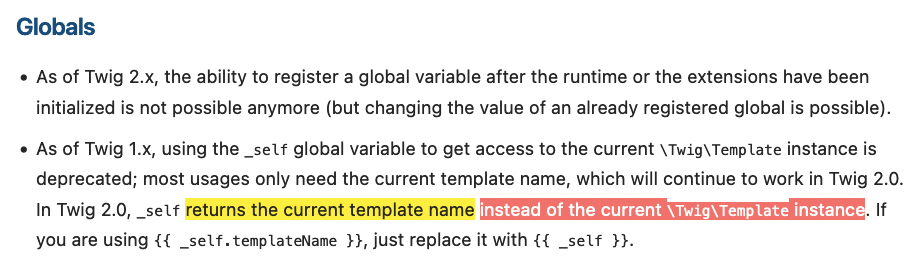 Globals
• As of Twig 2.x, the ability to register a global variable after the runtime or the extensions have been
initialized is not possible anymore (but changing the value of an already registered global is possible).
• As of Twig 1.x, using the _self global variable to get access to the current \Twig\Template instance is
deprecated; most usages only need the current template name, which will continue to work in Twig 2.0.
In Twig 2.0, _self returns the current template name instead of the current \Twig\Template instance. If
you are using {{ _self.templateName }}, just replace it with {{ _self }}.